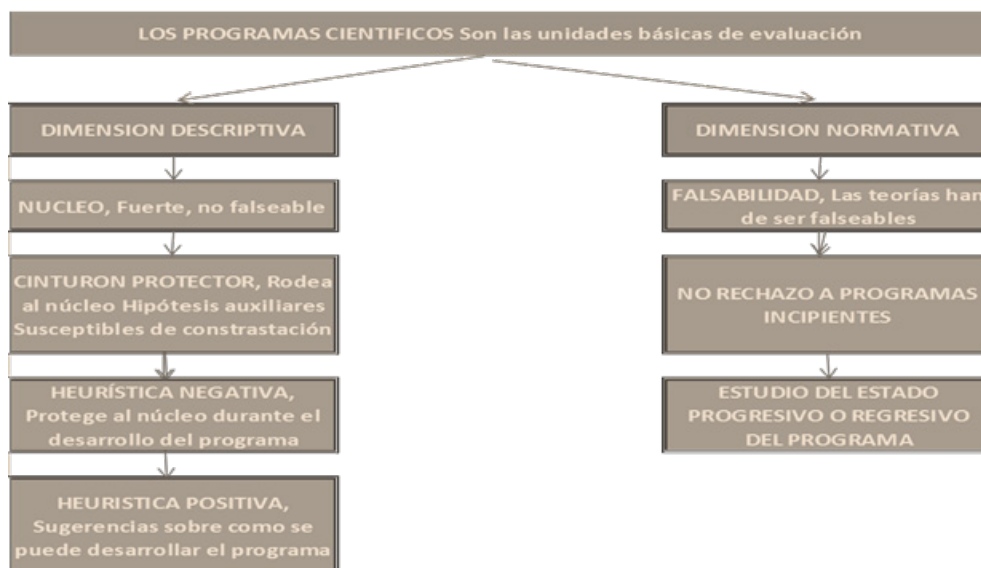 LOS PROGRAMAS CIENTIFICOS Son las unidades básicas de evaluación
DIMENSION DESCRIPTIVA
NUCLEO, Fuerte, no falseable
CINTURON PROTECTOR, Rodea
al núcleo Hipótesis auxiliares
Susceptibles de constrastación
HEURÍSTICA NEGATIVA,
Protege al núcleo durante el
desarrollo del programa
HEURISTICA POSITIVA,
Sugerencias sobre como se
puede desarrollar el programa
DIMENSION NORMATIVA
FALSABILIDAD, Las teorías han
de ser falseables
NO RECHAZO A PROGRAMAS
INCIPIENTES
ESTUDIO DEL ESTADO
PROGRESIVO O REGRESIVO
DEL PROGRAMA